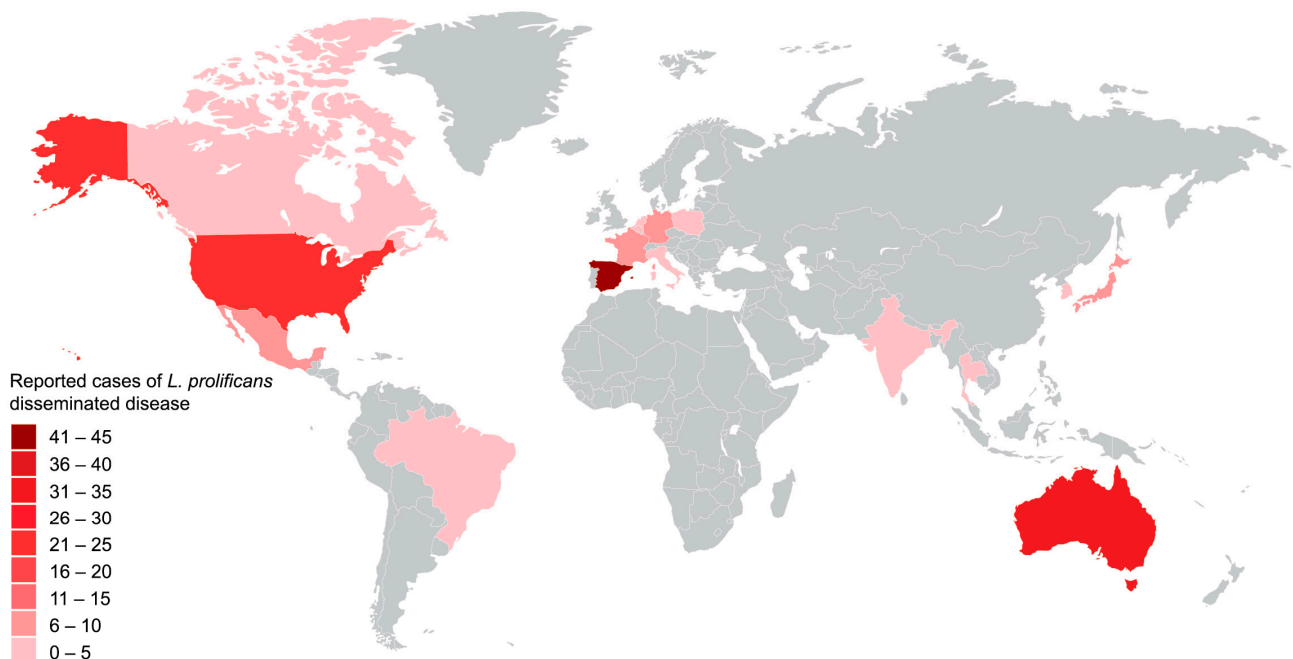 Reported cases of L. prolificans
disseminated disease
41 – 45
36 – 40
31 – 35
26 – 30
21 – 25
16 – 20
11 – 15
6 – 10
0 – 5